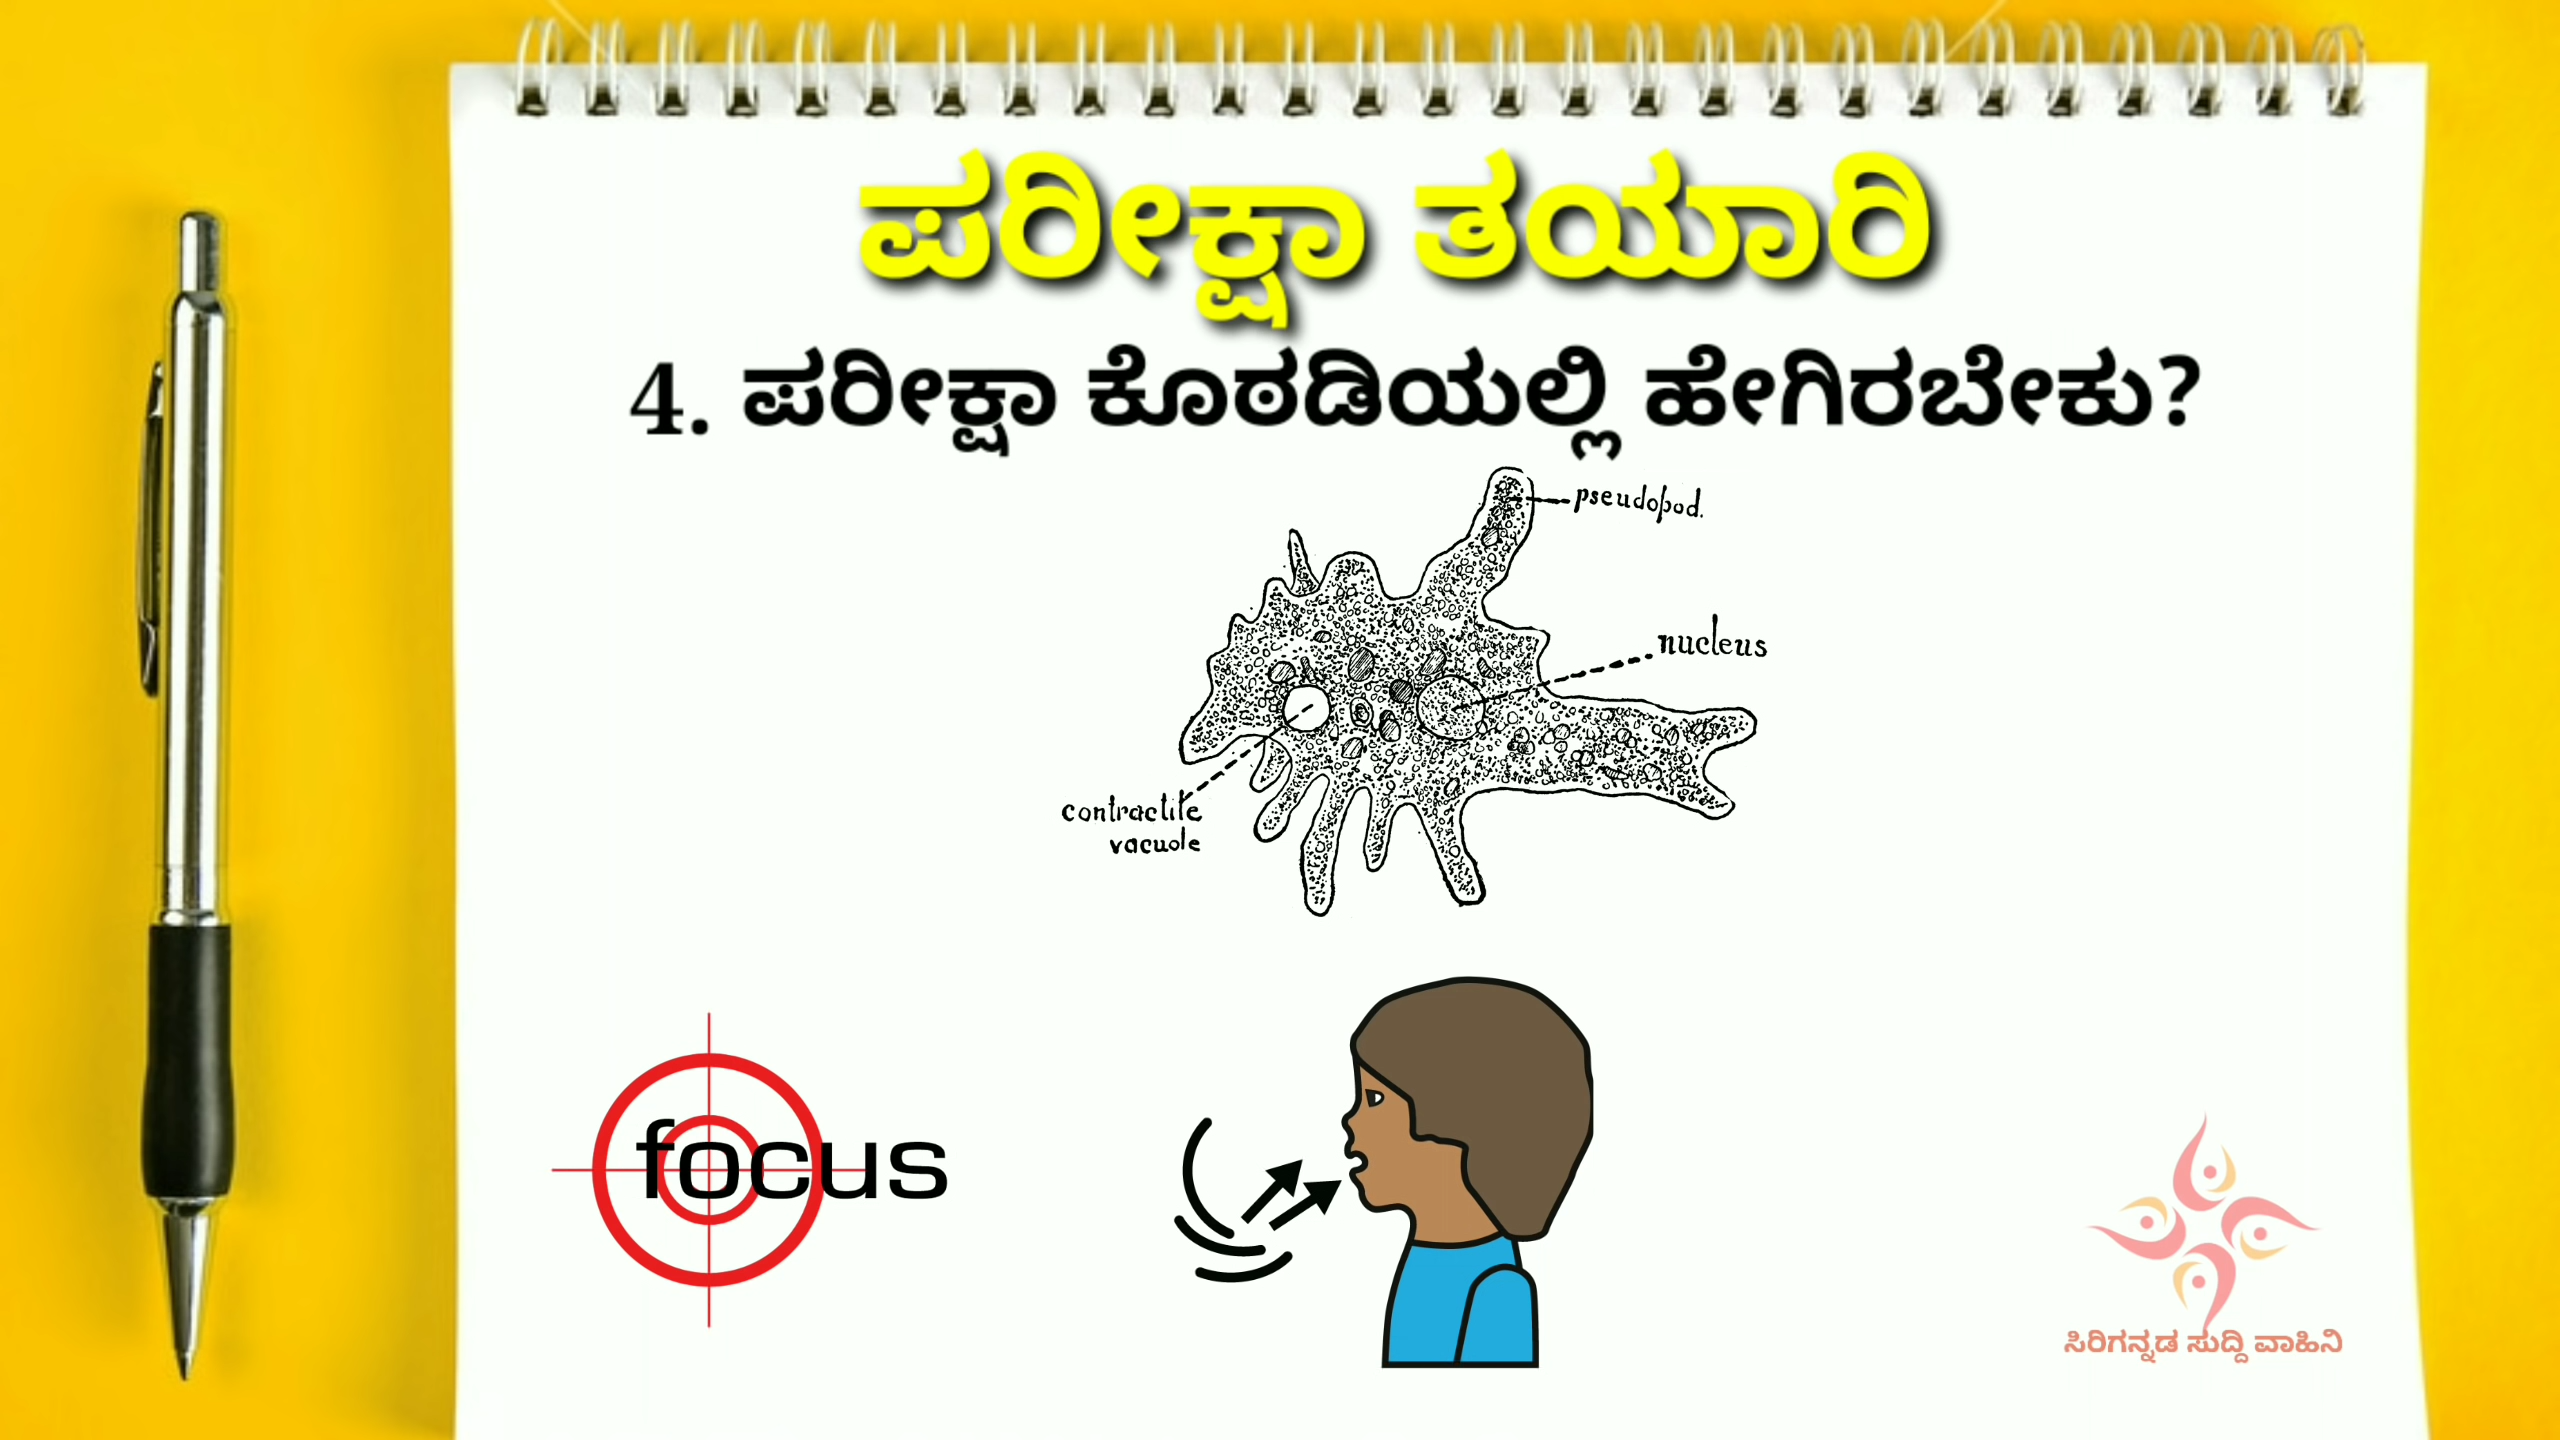 ಪರೀಕ್ಷಾ ತಯಾರಿ
4. ಪರೀಕ್ಷಾ ಕೊಠಡಿಯಲ್ಲಿ ಹೇಗಿರಬೇಕು?
pseudopod.
nucleus
contractile
vacuole
focus
ಸಿರಿಗನ್ನಡ ಸುದ್ದಿ ವಾಹಿನಿ